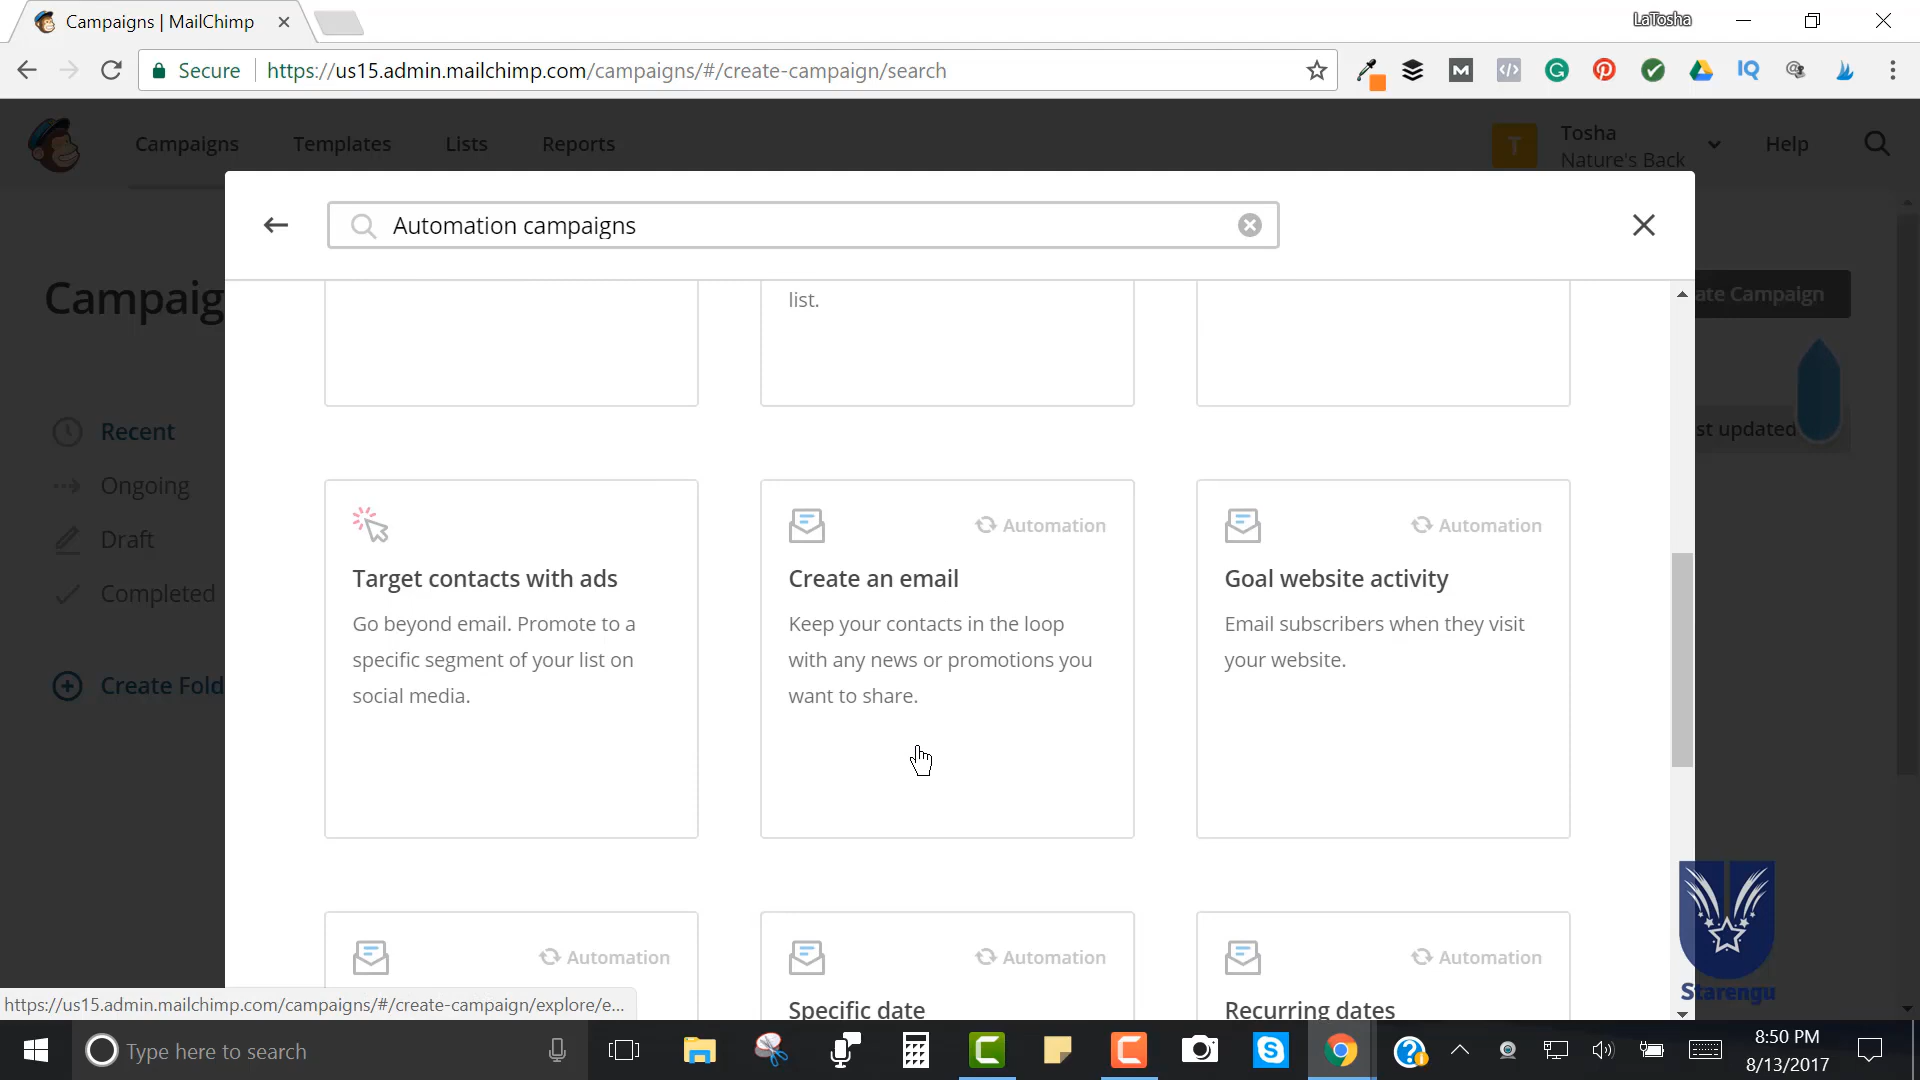 Campaigns | MailChimp
LaTosha
Secure
https://us15.admin.mailchimp.com/campaigns/#/create-campaign/search
Campaigns
Templates
Lists
Reports
T
Tosha
Nature's Back
Help
Automation campaigns
Campaig
ate Campaign
list.
Recent
st updated
Ongoing
Draft
Completed
Create Fold
Target contacts with ads
Go beyond email. Promote to a
specific segment of your list on
social media.
Automation
Create an email
Keep your contacts in the loop
with any news or promotions you
want to share.
Automation
Goal website activity
Email subscribers when they visit
your website.
Automation
Automation
Specific date
Automation
Recurring dates
Starengu
https://us15.admin.mailchimp.com/campaigns/#/create-campaign/explore/e...
Type here to search
8:50 PM
8/13/2017